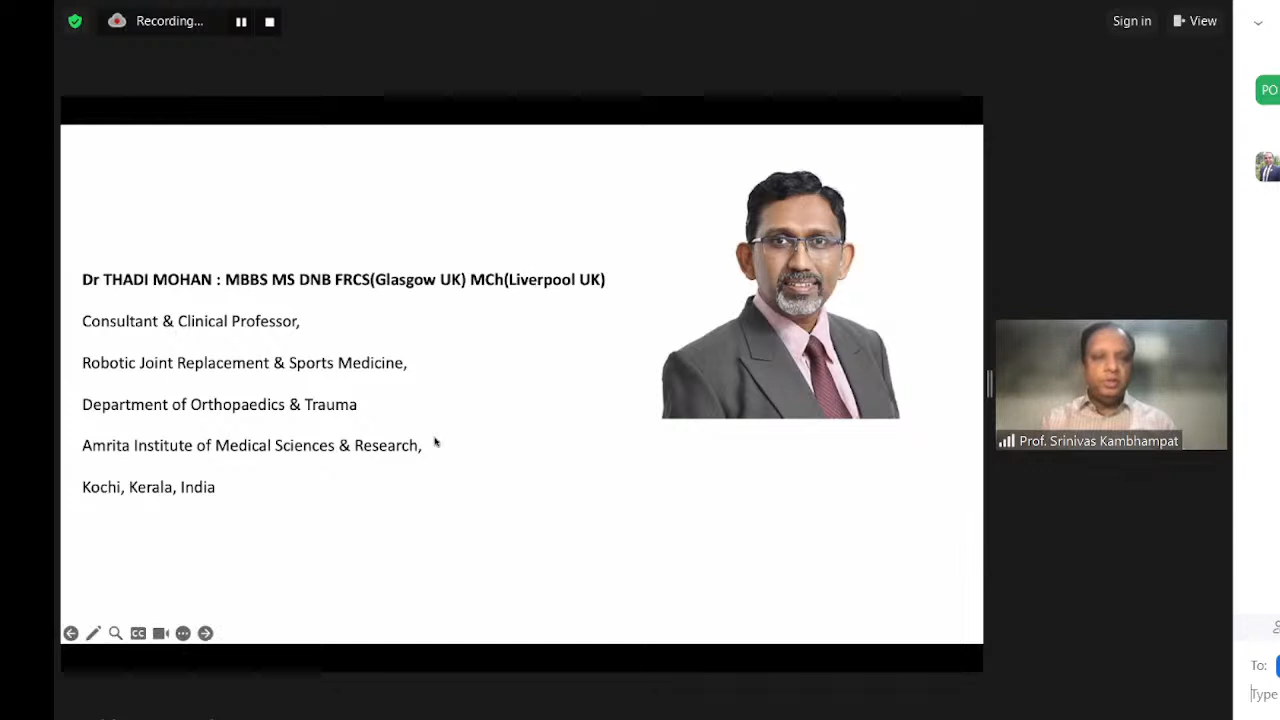 Recording...
Sign in
View
PO
Dr THADI MOHAN : MBBS MS DNB FRCS(Glasgow UK) MCh(Liverpool UK)
Consultant & Clinical Professor,
Robotic Joint Replacement & Sports Medicine,
Department of Orthopaedics & Trauma
Amrita Institute of Medical Sciences & Research,
Kochi, Kerala, India
Prof. Srinivas Kambhampat
CC
To:
Type